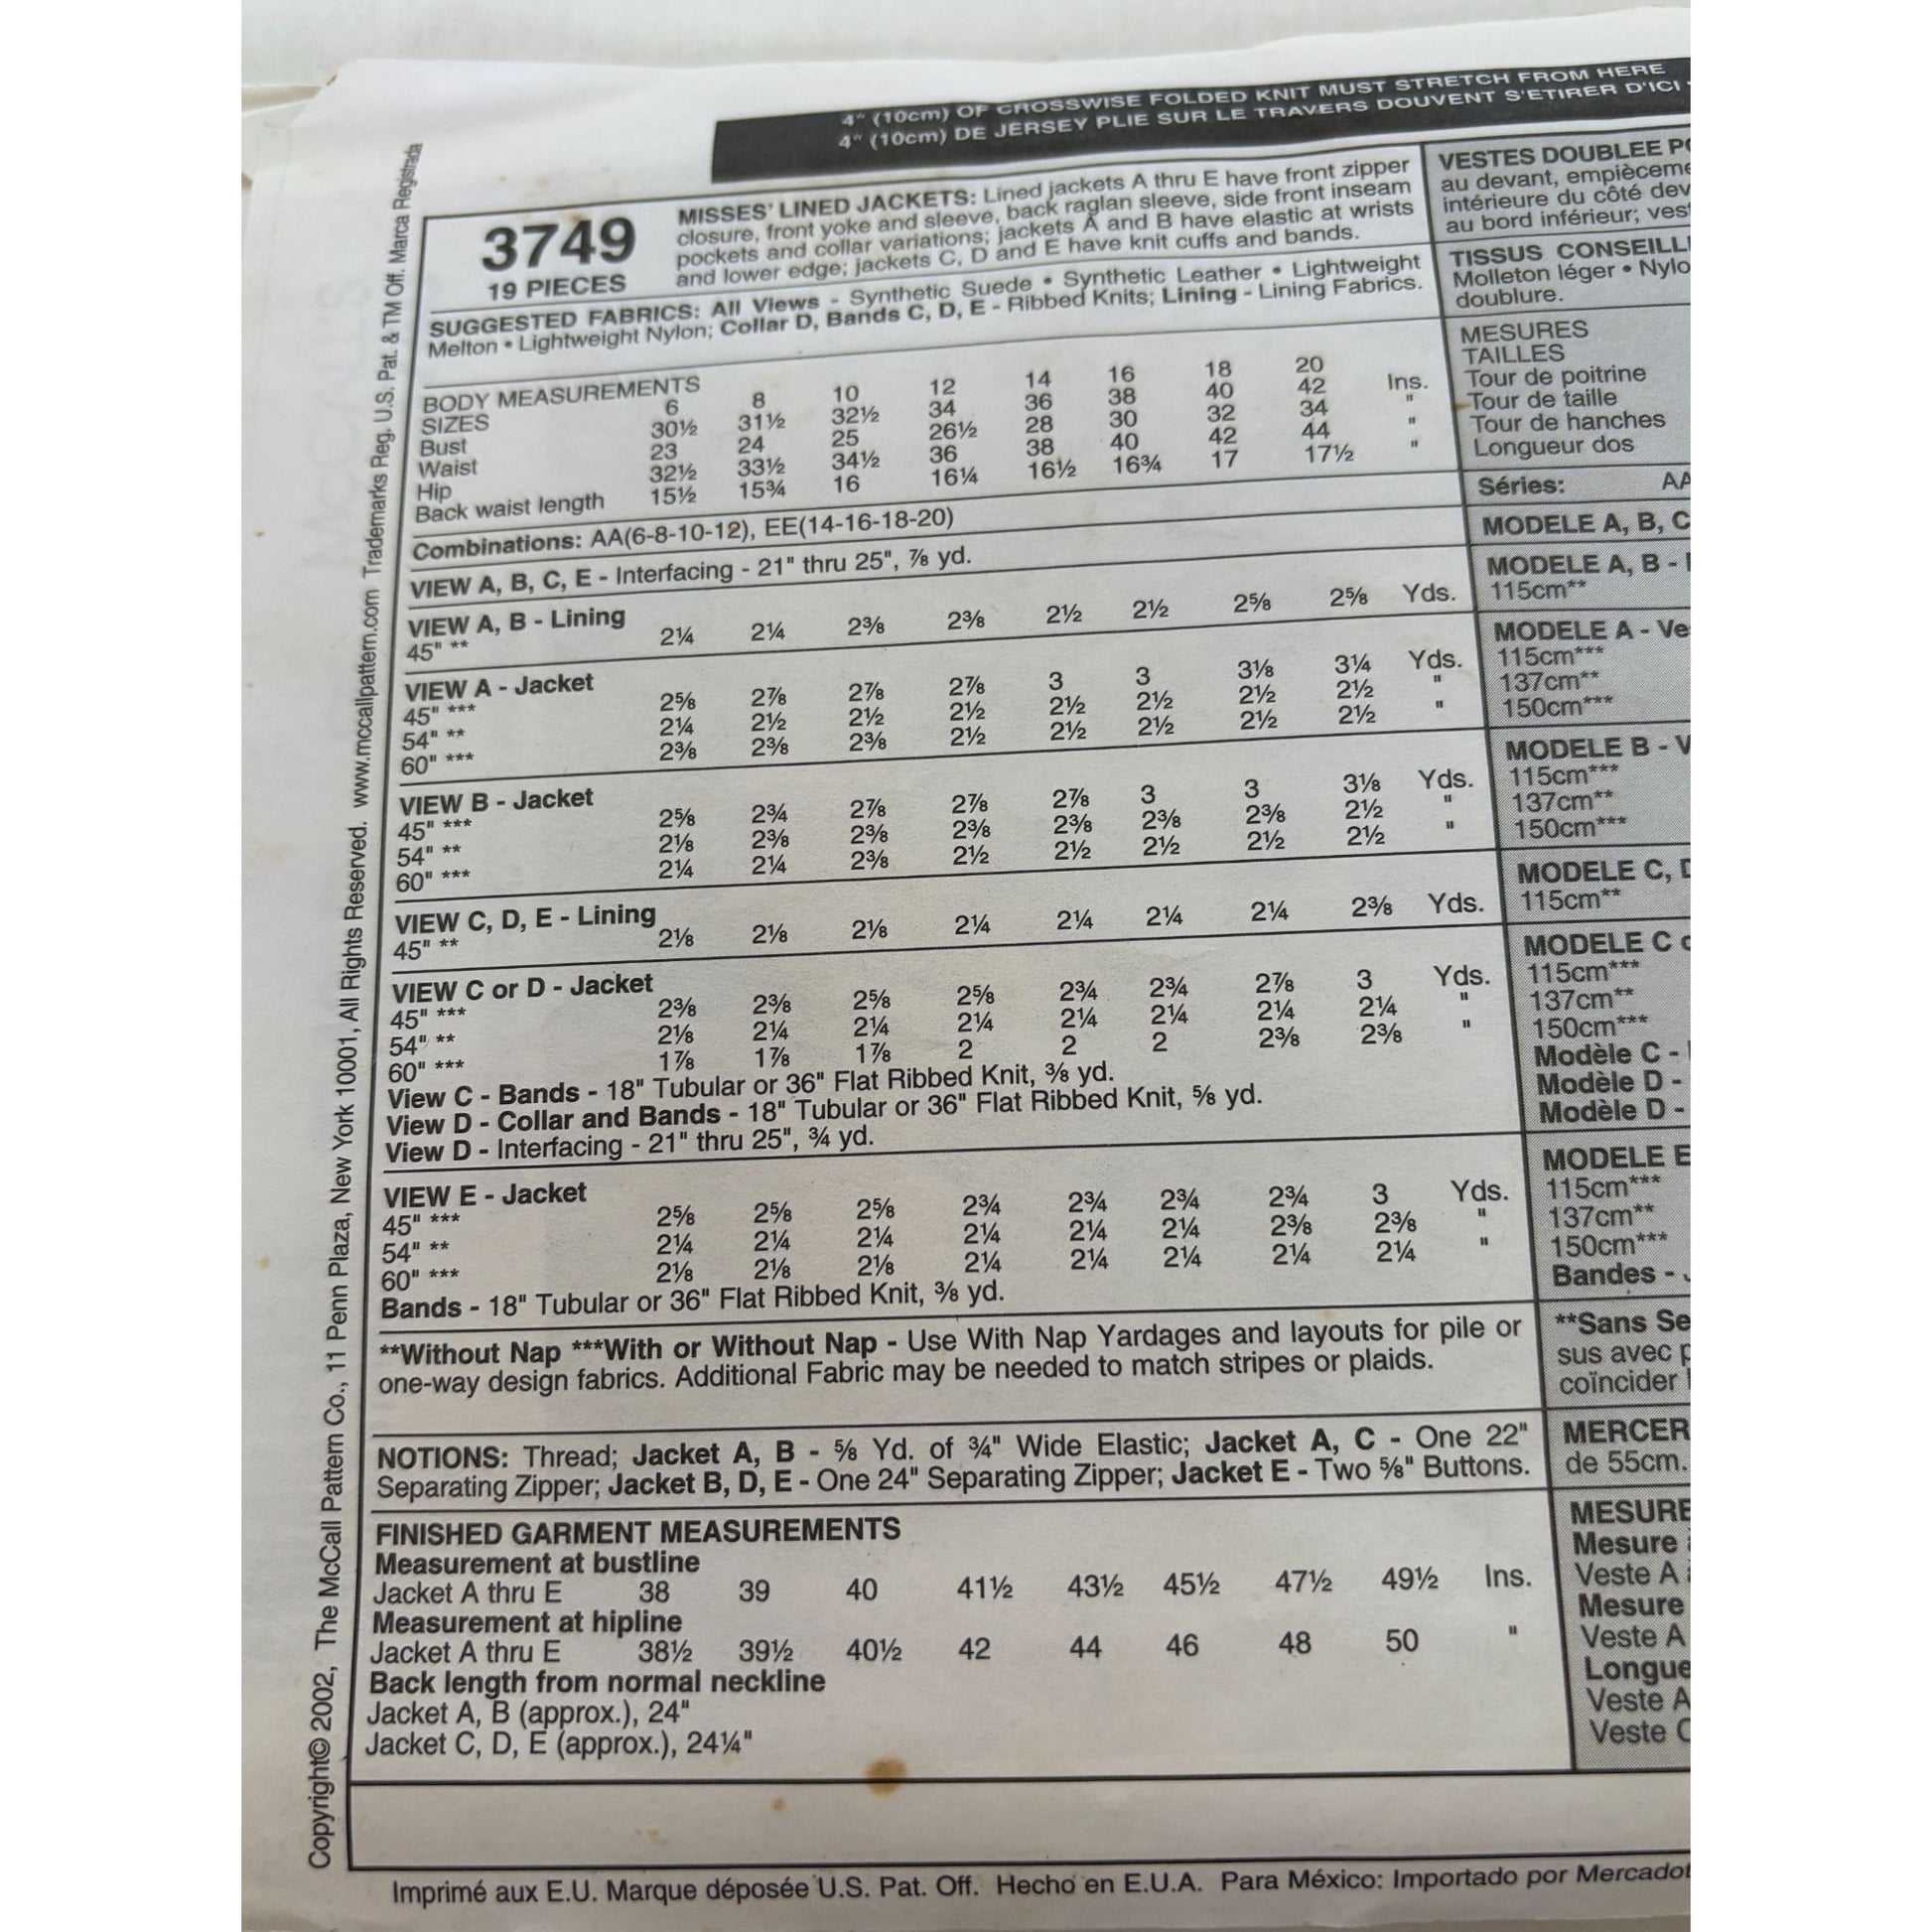 4" (10cm) OF CROSSWISE FOLDED KNIT MUST STRETCH FROM HERE
4" (10cm) DE JERSEY PLIE SUR LE TRAVERS DOUVENT S'ETIRER D'ICI
3749
19 PIECES
MISSES' LINED JACKETS: Lined jackets A thru E have front zipper
closure, front yoke and sleeve, back raglan sleeve, side front inseam
pockets and collar variations; jackets A and B have elastic at wrists
and lower edge; jackets C, D and E have knit cuffs and bands.
SUGGESTED FABRICS: All Views - Synthetic Suede • Synthetic Leather • Lightweight
Melton • Lightweight Nylon; Collar D, Bands C, D, E - Ribbed Knits; Lining - Lining Fabrics.
BODY MEASUREMENTS
SIZES 6 8 10 12 14 16 18 20
Bust 30½ 31½ 32½ 34 36 38 40 42 Ins.
Waist 23 24 25 26½ 28 30 32 34 "
Hip 32½ 33½ 34½ 36 38 40 42 44 "
Back waist length 15½ 15¾ 16 16¼ 16½ 16¾ 17 17½ "
Combinations: AA(6-8-10-12), EE(14-16-18-20)
VIEW A, B, C, E - Interfacing - 21" thru 25", ⅞ yd.
VIEW A, B - Lining
45" ** 2¼ 2¼ 2⅜ 2⅜ 2½ 2½ 2⅝ 2⅝ Yds.
VIEW A - Jacket
45" *** 2⅝ 2⅞ 2⅞ 2⅞ 3 3 3⅛ 3¼ Yds.
54" ** 2¼ 2½ 2½ 2½ 2½ 2½ 2½ 2½ "
60" *** 2⅜ 2⅜ 2⅜ 2½ 2½ 2½ 2½ 2½ "
VIEW B - Jacket
45" *** 2⅝ 2¾ 2⅞ 2⅞ 2⅞ 3 3 3⅛ Yds.
54" ** 2⅛ 2⅜ 2⅜ 2⅜ 2⅜ 2⅜ 2⅜ 2½ "
60" *** 2¼ 2¼ 2⅜ 2½ 2½ 2½ 2½ 2½ "
VIEW C, D, E - Lining
45" ** 2⅛ 2⅛ 2⅛ 2¼ 2¼ 2¼ 2¼ 2⅜ Yds.
VIEW C or D - Jacket
45" *** 2⅜ 2⅜ 2⅝ 2⅝ 2¾ 2¾ 2⅞ 3 Yds.
54" ** 2⅛ 2¼ 2¼ 2¼ 2¼ 2¼ 2¼ 2¼ "
60" *** 1⅞ 1⅞ 1⅞ 2 2 2 2⅜ 2⅜ "
View C - Bands - 18" Tubular or 36" Flat Ribbed Knit, ⅜ yd.
View D - Collar and Bands - 18" Tubular or 36" Flat Ribbed Knit, ⅝ yd.
View D - Interfacing - 21" thru 25", ¾ yd.
VIEW E - Jacket
45" *** 2⅝ 2⅝ 2⅝ 2¾ 2¾ 2¾ 2¾ 3 Yds.
54" ** 2¼ 2¼ 2¼ 2¼ 2¼ 2¼ 2⅜ 2⅜ "
60" *** 2⅛ 2⅛ 2⅛ 2¼ 2¼ 2¼ 2¼ 2¼ "
Bands - 18" Tubular or 36" Flat Ribbed Knit, ⅜ yd.
**Without Nap ***With or Without Nap - Use With Nap Yardages and layouts for pile or
one-way design fabrics. Additional Fabric may be needed to match stripes or plaids.
NOTIONS: Thread; Jacket A, B - ⅝ Yd. of ¾" Wide Elastic; Jacket A, C - One 22"
Separating Zipper; Jacket B, D, E - One 24" Separating Zipper; Jacket E - Two ⅝" Buttons.
FINISHED GARMENT MEASUREMENTS
Measurement at bustline
Jacket A thru E 38 39 40 41½ 43½ 45½ 47½ 49½ Ins.
Measurement at hipline
Jacket A thru E 38½ 39½ 40½ 42 44 46 48 50 "
Back length from normal neckline
Jacket A, B (approx.), 24"
Jacket C, D, E (approx.), 24¼"
VESTES DOUBLEE
au devant,
intérieure du côté
au bord inférieur;
TISSUS
Molleton léger •
doublure.
MESURES
TAILLES
Tour de poitrine
Tour de taille
Tour de hanches
Longueur dos
Séries: AA
MODELE A, B, C
MODELE A, B -
115cm**
MODELE A -
115cm***
137cm**
150cm***
MODELE B -
115cm***
137cm**
150cm***
MODELE C,
115cm**
MODELE C
115cm***
137cm**
150cm***
Modèle C -
Modèle D -
Modèle D -
MODELE E
115cm***
137cm**
150cm***
Bandes -
**Sans
sus avec
coïncider
MERCER
de 55cm.
MESURE
Mesure
Veste A
Mesure
Veste A
Veste A
Veste
Copyright© 2002, The McCall Pattern Co., 11 Penn Plaza, New York 10001, All Rights Reserved. www.mccallpattern.com Trademarks Reg. U.S. Pat. & TM Off. Marca Registrada
Imprimé aux E.U. Marque déposée U.S. Pat. Off. Hecho en E.U.A. Para México: Importado por